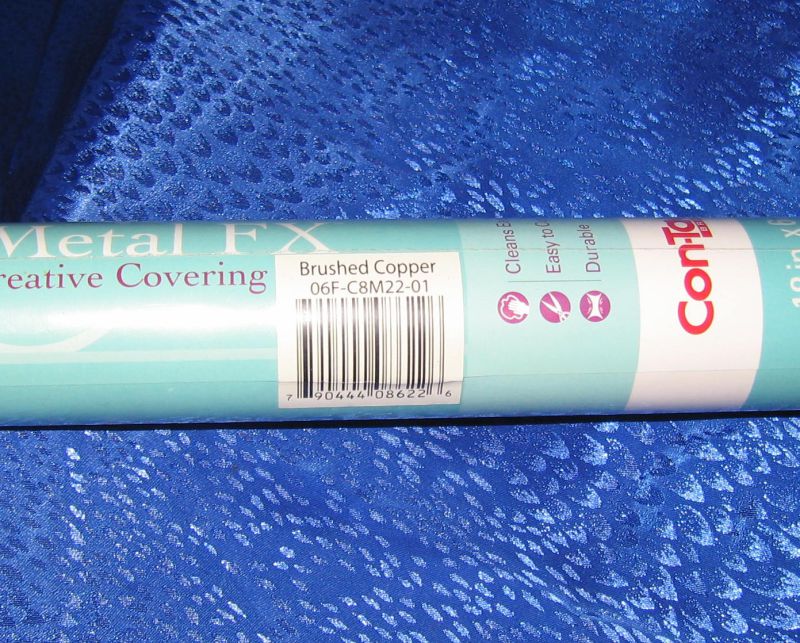 Metal FX
reative Covering
Brushed Copper
06F-C8M22-01
7 90444 08622 6
Cleans
Easy to
Durable
Con-Ta